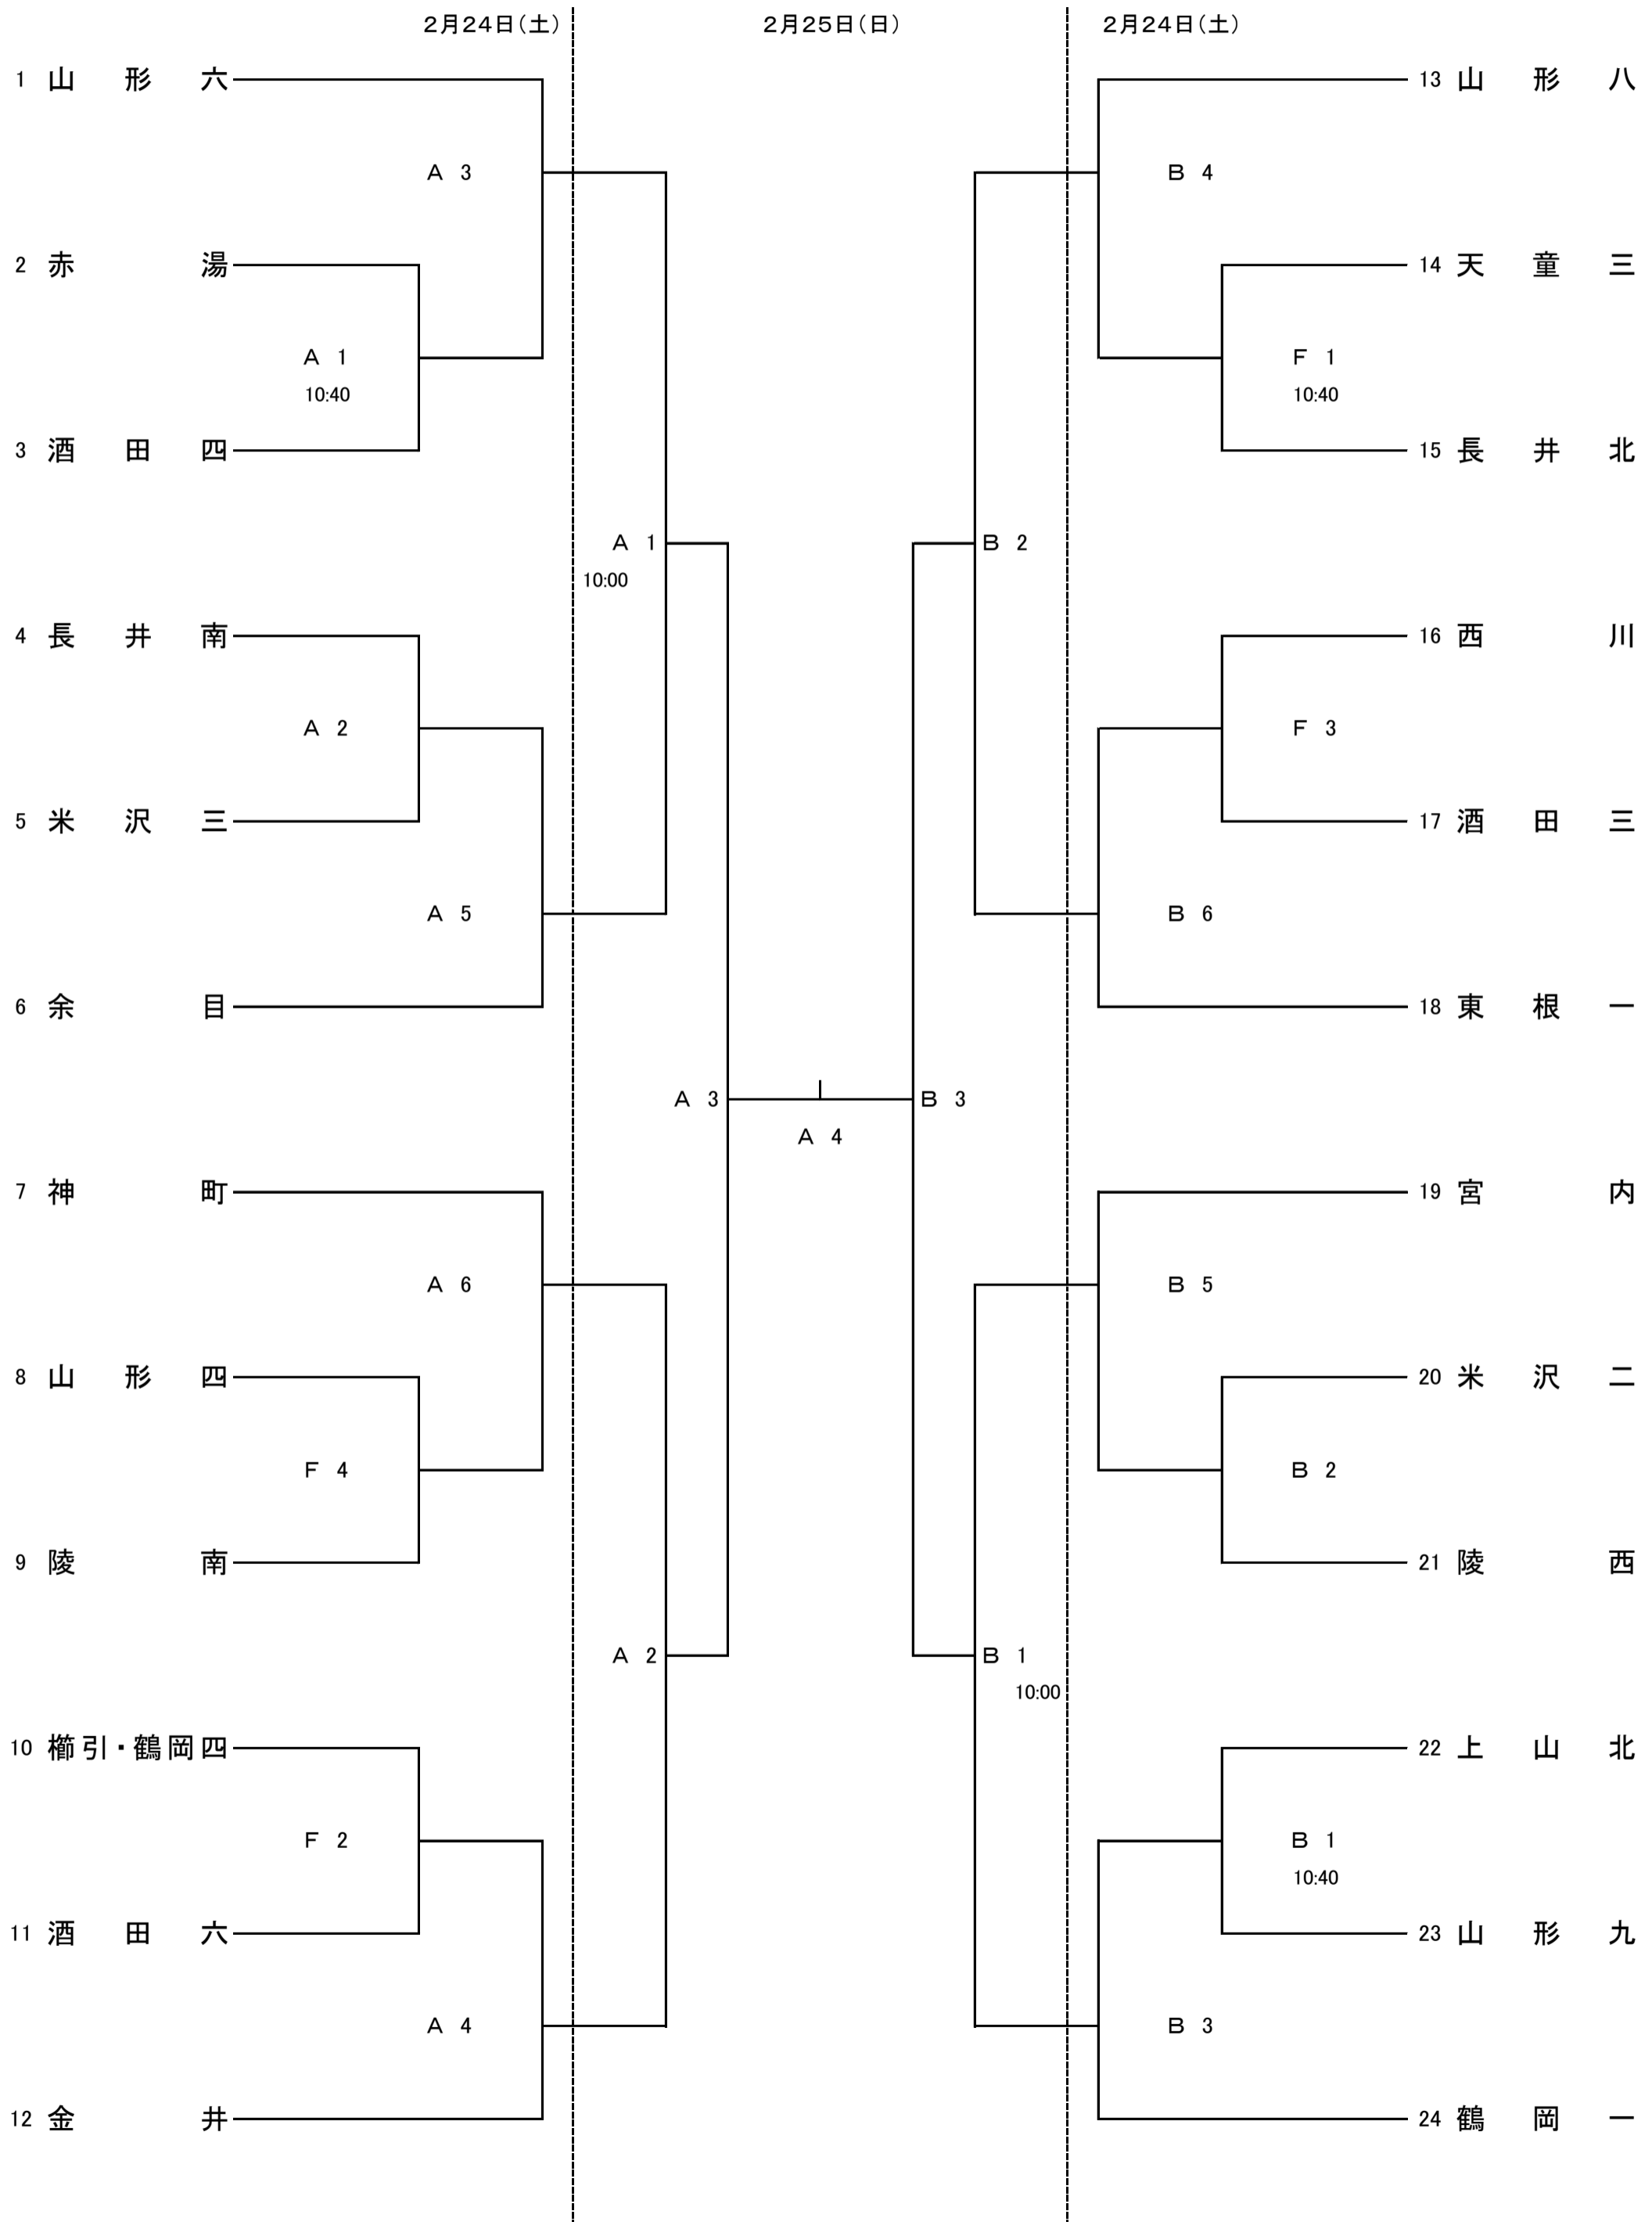 2月24日(土) 2月25日(日) 2月24日(土)
1 山形六 13 山形八
A 3 B 4
2 赤湯 14 天童三
A 1 F 1
10:40 10:40
3 酒田四 15 長井北
A 1 B 2
10:00
4 長井南 16 西川
A 2 F 3
5 米沢三 17 酒田三
A 5 B 6
6 余目 18 東根一
A 3 B 3
A 4
7 神町 19 宮内
A 6 B 5
8 山形四 20 米沢二
F 4 B 2
9 陵南 21 陵西
A 2 B 1
10:00
10 櫛引・鶴岡四 22 上山北
F 2 B 1
10:40
11 酒田六 23 山形九
A 4 B 3
12 金井 24 鶴岡一